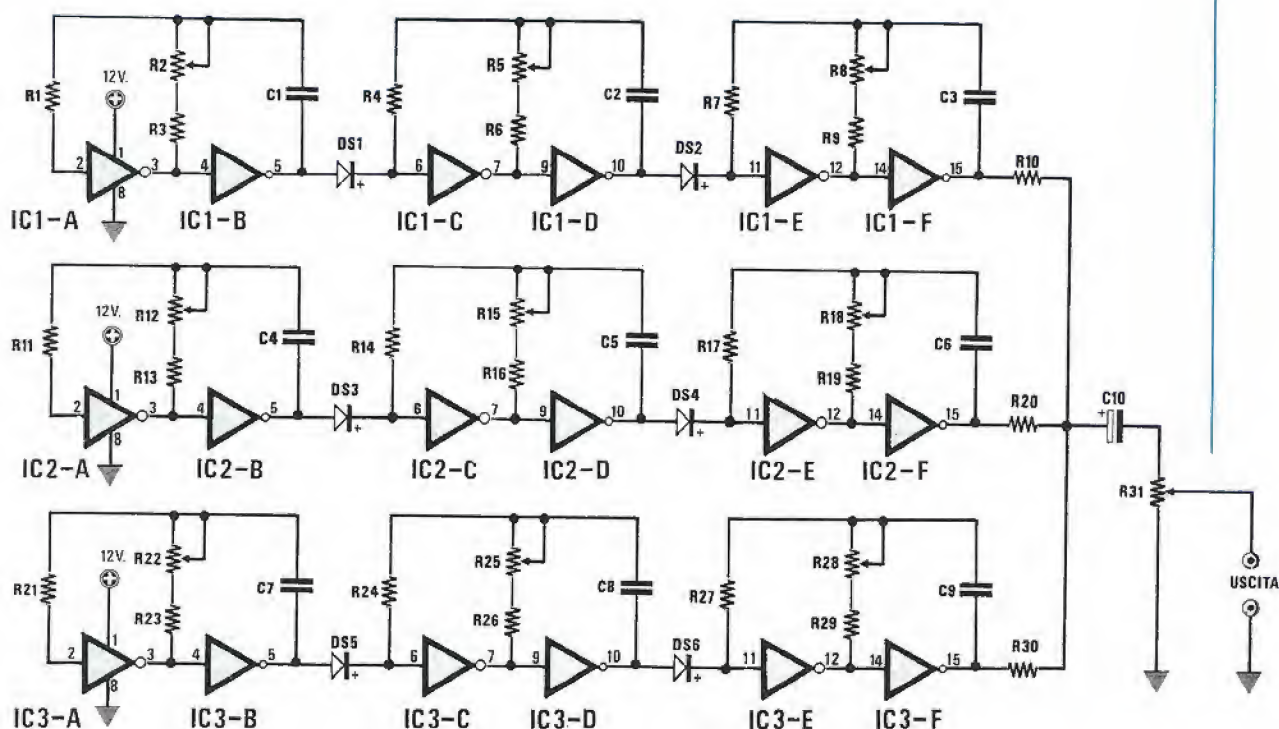 R1
12V.
R2
R3
C1
DS1
+
R4
R5
R6
C2
DS2
+
R7
R8
R9
C3
R10
2
1
8
3
4
5
6
7
9
10
11
12
14
15
IC1-A
IC1-B
IC1-C
IC1-D
IC1-E
IC1-F
R11
12V.
R12
R13
C4
DS3
+
R14
R15
R16
C5
DS4
+
R17
R18
R19
C6
R20
2
1
8
3
4
5
6
7
9
10
11
12
14
15
IC2-A
IC2-B
IC2-C
IC2-D
IC2-E
IC2-F
C10
+
R31
USCITA
R21
12V.
R22
R23
C7
DS5
+
R24
R25
R26
C8
DS6
+
R27
R28
R29
C9
R30
2
1
8
3
4
5
6
7
9
10
11
12
14
15
IC3-A
IC3-B
IC3-C
IC3-D
IC3-E
IC3-F